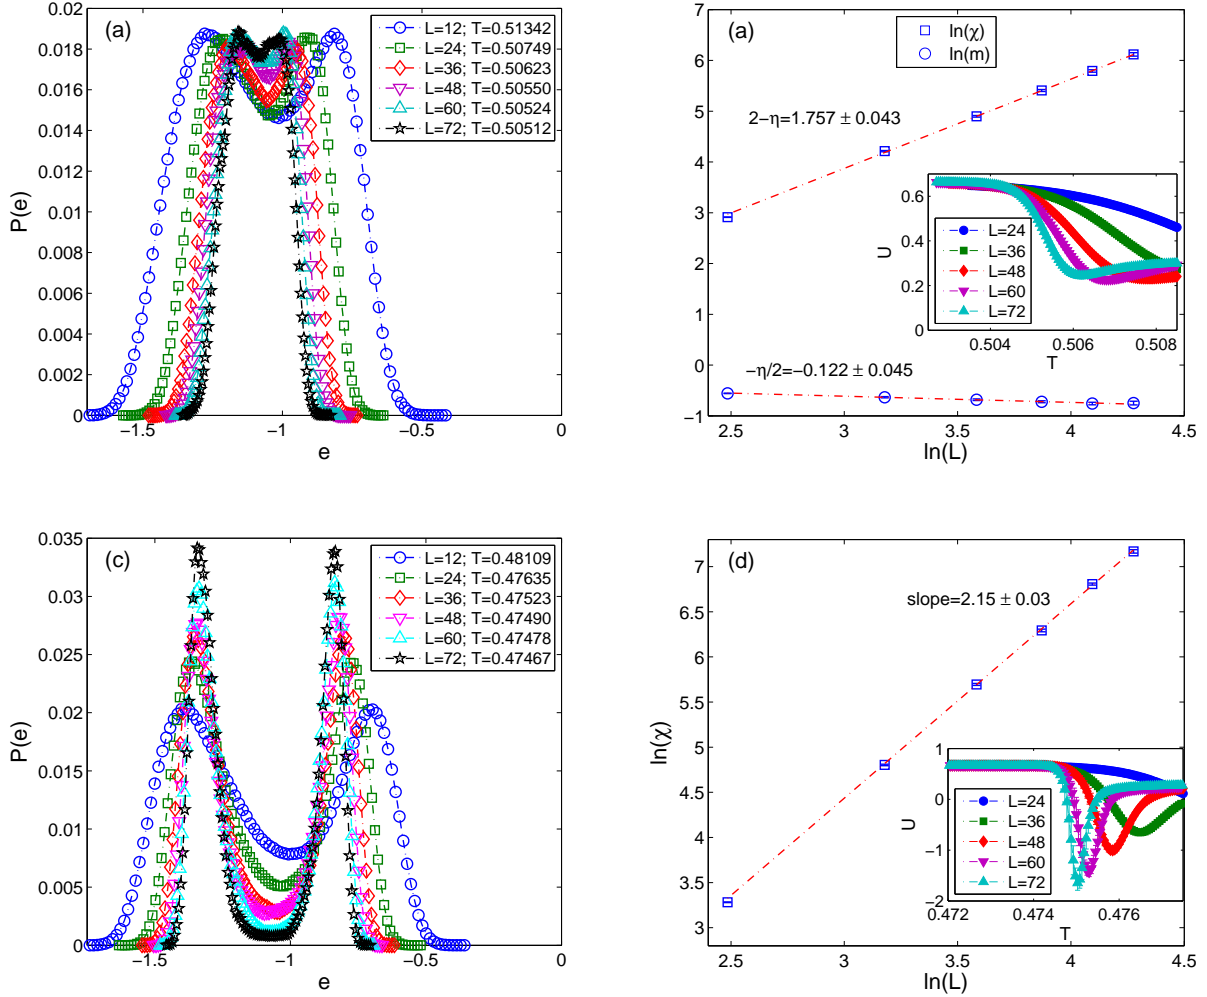 (a)
L=12; T=0.51342
L=24; T=0.50749
L=36; T=0.50623
L=48; T=0.50550
L=60; T=0.50524
L=72; T=0.50512
0.02
0.018
0.016
0.014
0.012
0.01
0.008
0.006
0.004
0.002
0
P(e)
−1.5
−1
−0.5
0
e
(a)
ln(χ)
ln(m)
7
6
5
4
3
2
1
0
−1
2−η=1.757 ± 0.043
−η/2=−0.122 ± 0.045
2.5
3
3.5
4
4.5
ln(L)
0.6
0.4
0.2
0
U
L=24
L=36
L=48
L=60
L=72
0.504
0.506
0.508
T
(c)
L=12; T=0.48109
L=24; T=0.47635
L=36; T=0.47523
L=48; T=0.47490
L=60; T=0.47478
L=72; T=0.47467
0.035
0.03
0.025
0.02
0.015
0.01
0.005
0
P(e)
−1.5
−1
−0.5
0
e
(d)
slope=2.15 ± 0.03
7
6.5
6
5.5
5
4.5
4
3.5
3
ln(χ)
2.5
3
3.5
4
4.5
ln(L)
1
0
−1
−2
U
L=24
L=36
L=48
L=60
L=72
0.472
0.474
0.476
T